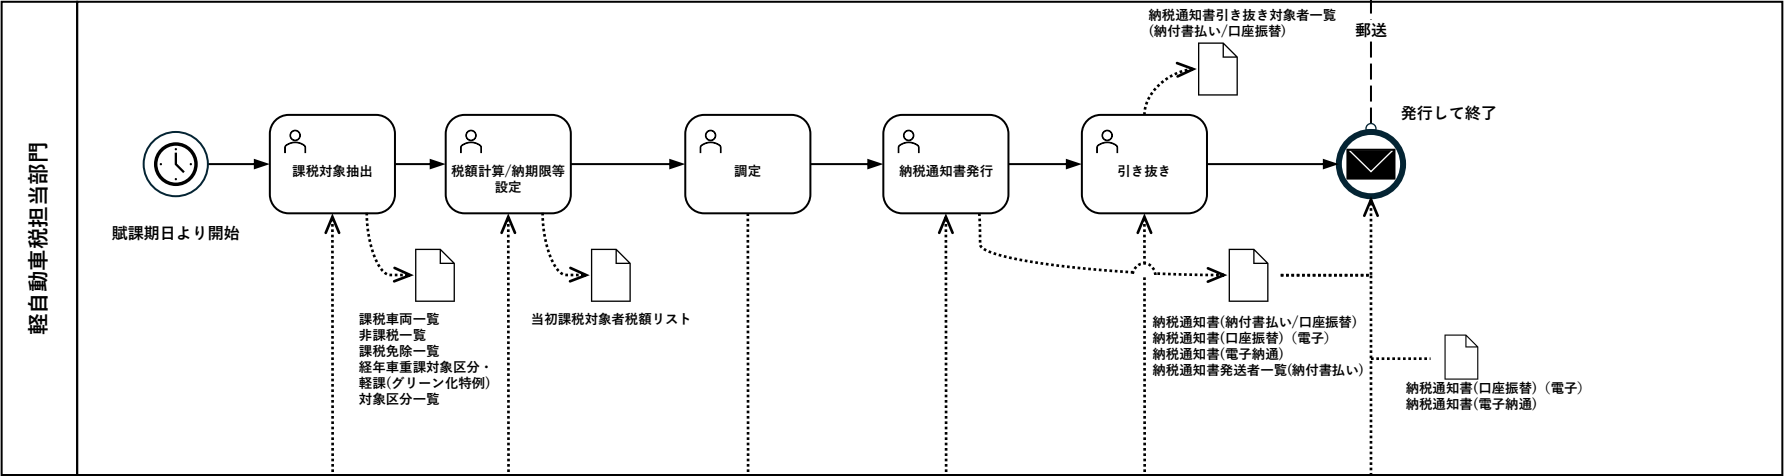 軽自動車税担当部門
賦課期日より開始
課税対象抽出
税額計算/納期限等
設定
調定
納税通知書発行
引き抜き
納税通知書引き抜き対象者一覧
(納付書払い/口座振替)
郵送
発行して終了
課税車両一覧
非課税一覧
課税免除一覧
経年車重課対象区分・
軽課(グリーン化特例)
対象区分一覧
当初課税対象者税額リスト
納税通知書(納付書払い/口座振替)
納税通知書(口座振替)（電子）
納税通知書(電子納通)
納税通知書発送者一覧(納付書払い)
納税通知書(口座振替)（電子）
納税通知書(電子納通)